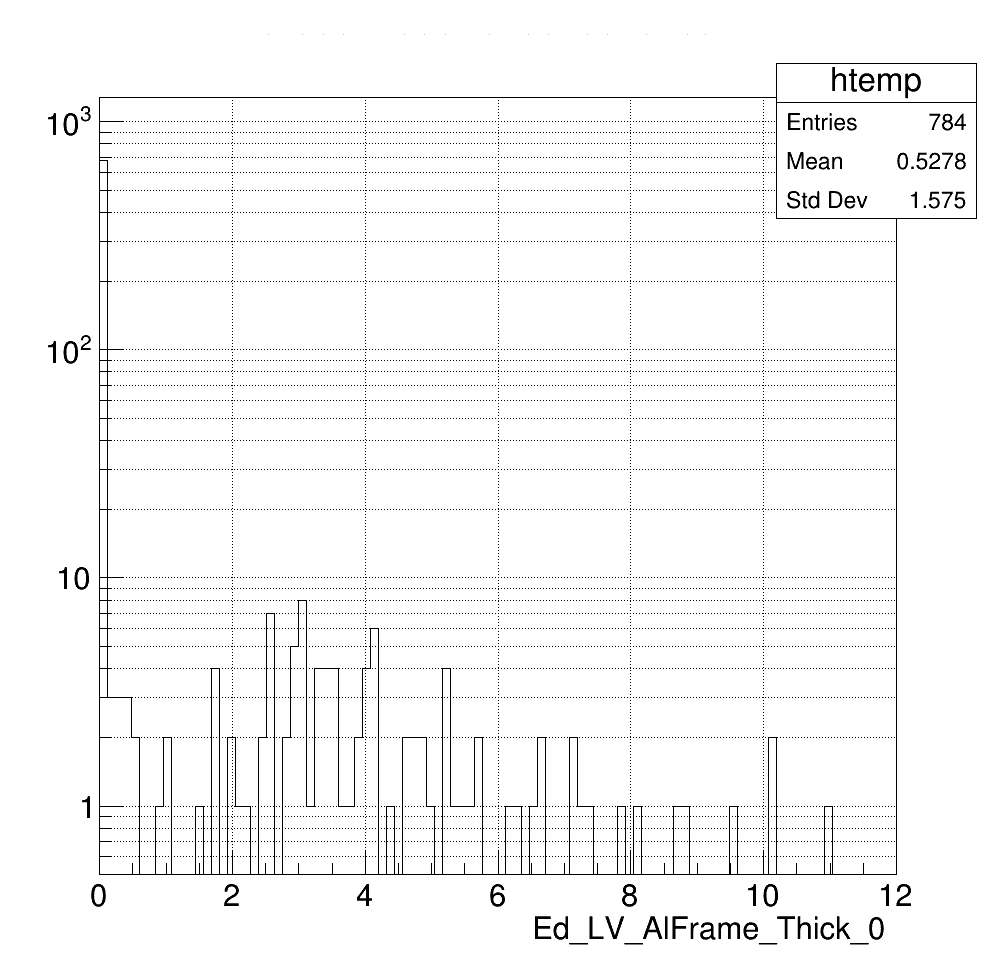 htemp
Entries 784
Mean 0.5278
Std Dev 1.575
10³
10²
10
1
0 2 4 6 8 10 12
Ed_LV_AlFrame_Thick_0